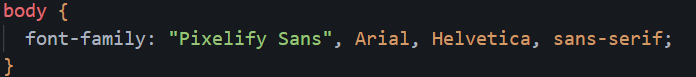 body {
  font-family: "Pixelify Sans", Arial, Helvetica, sans-serif;
}